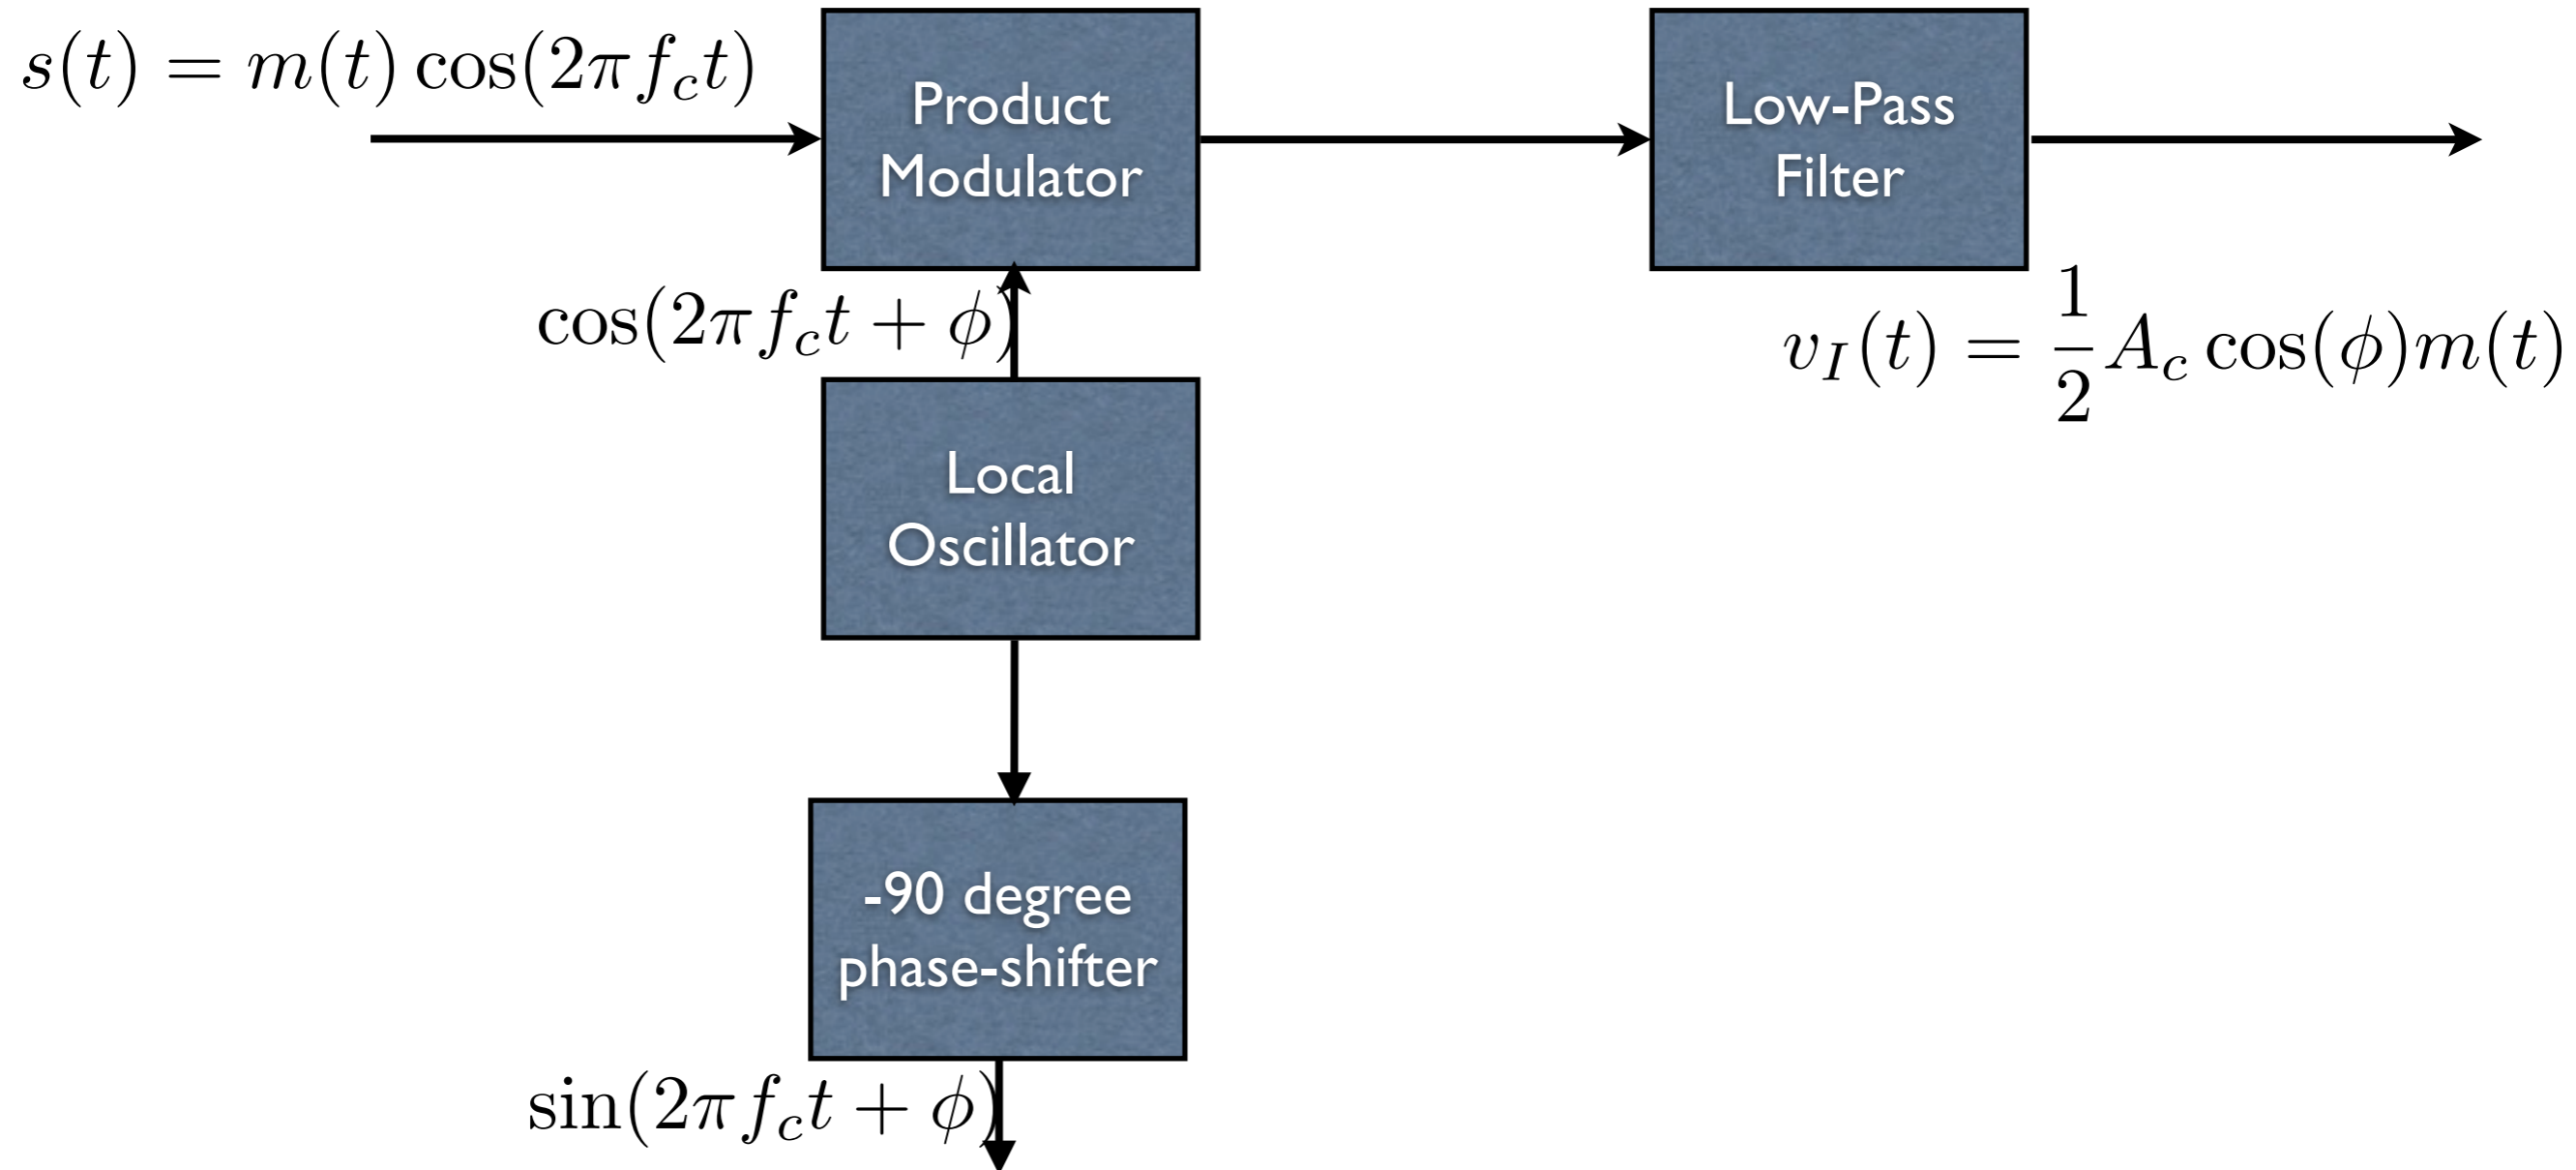 s(t) = m(t) cos(2πf_c t)
Product
Modulator
Low-Pass
Filter
cos(2πf_c t + ϕ)
v_I(t) = \frac{1}{2} A_c cos(ϕ)m(t)
Local
Oscillator
-90 degree
phase-shifter
sin(2πf_c t + ϕ)